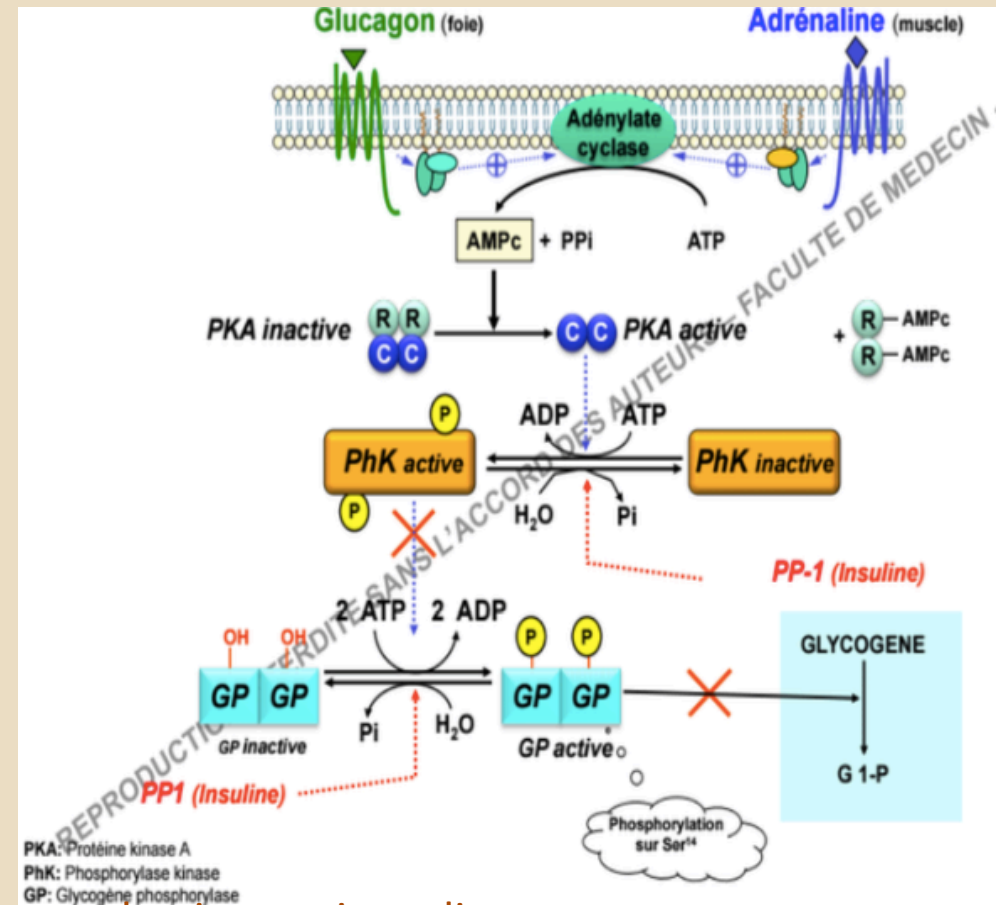 Glucagon (foie)
Adrénaline (muscle)
Adénylate
cyclase
AMPc + PPi
ATP
PKA inactive
R R
C C
C C
PKA active
+
R AMPc
R AMPc
P
ADP ATP
PhK active
PhK inactive
P
H2O Pi
PP-1 (Insuline)
2 ATP 2 ADP
OH OH
P P
GP GP
GP GP
GLYCOGENE
Pi H2O
GP inactive
GP active
G 1-P
PP1 (Insuline)
Phosphorylation
sur Ser14
PKA: Protéine kinase A
PhK: Phosphorylase kinase
GP: Glycogène phosphorylase
REPRODUCTION INTERDITE SANS L'ACCORD DES AUTEURS – FACULTE DE MEDECIN